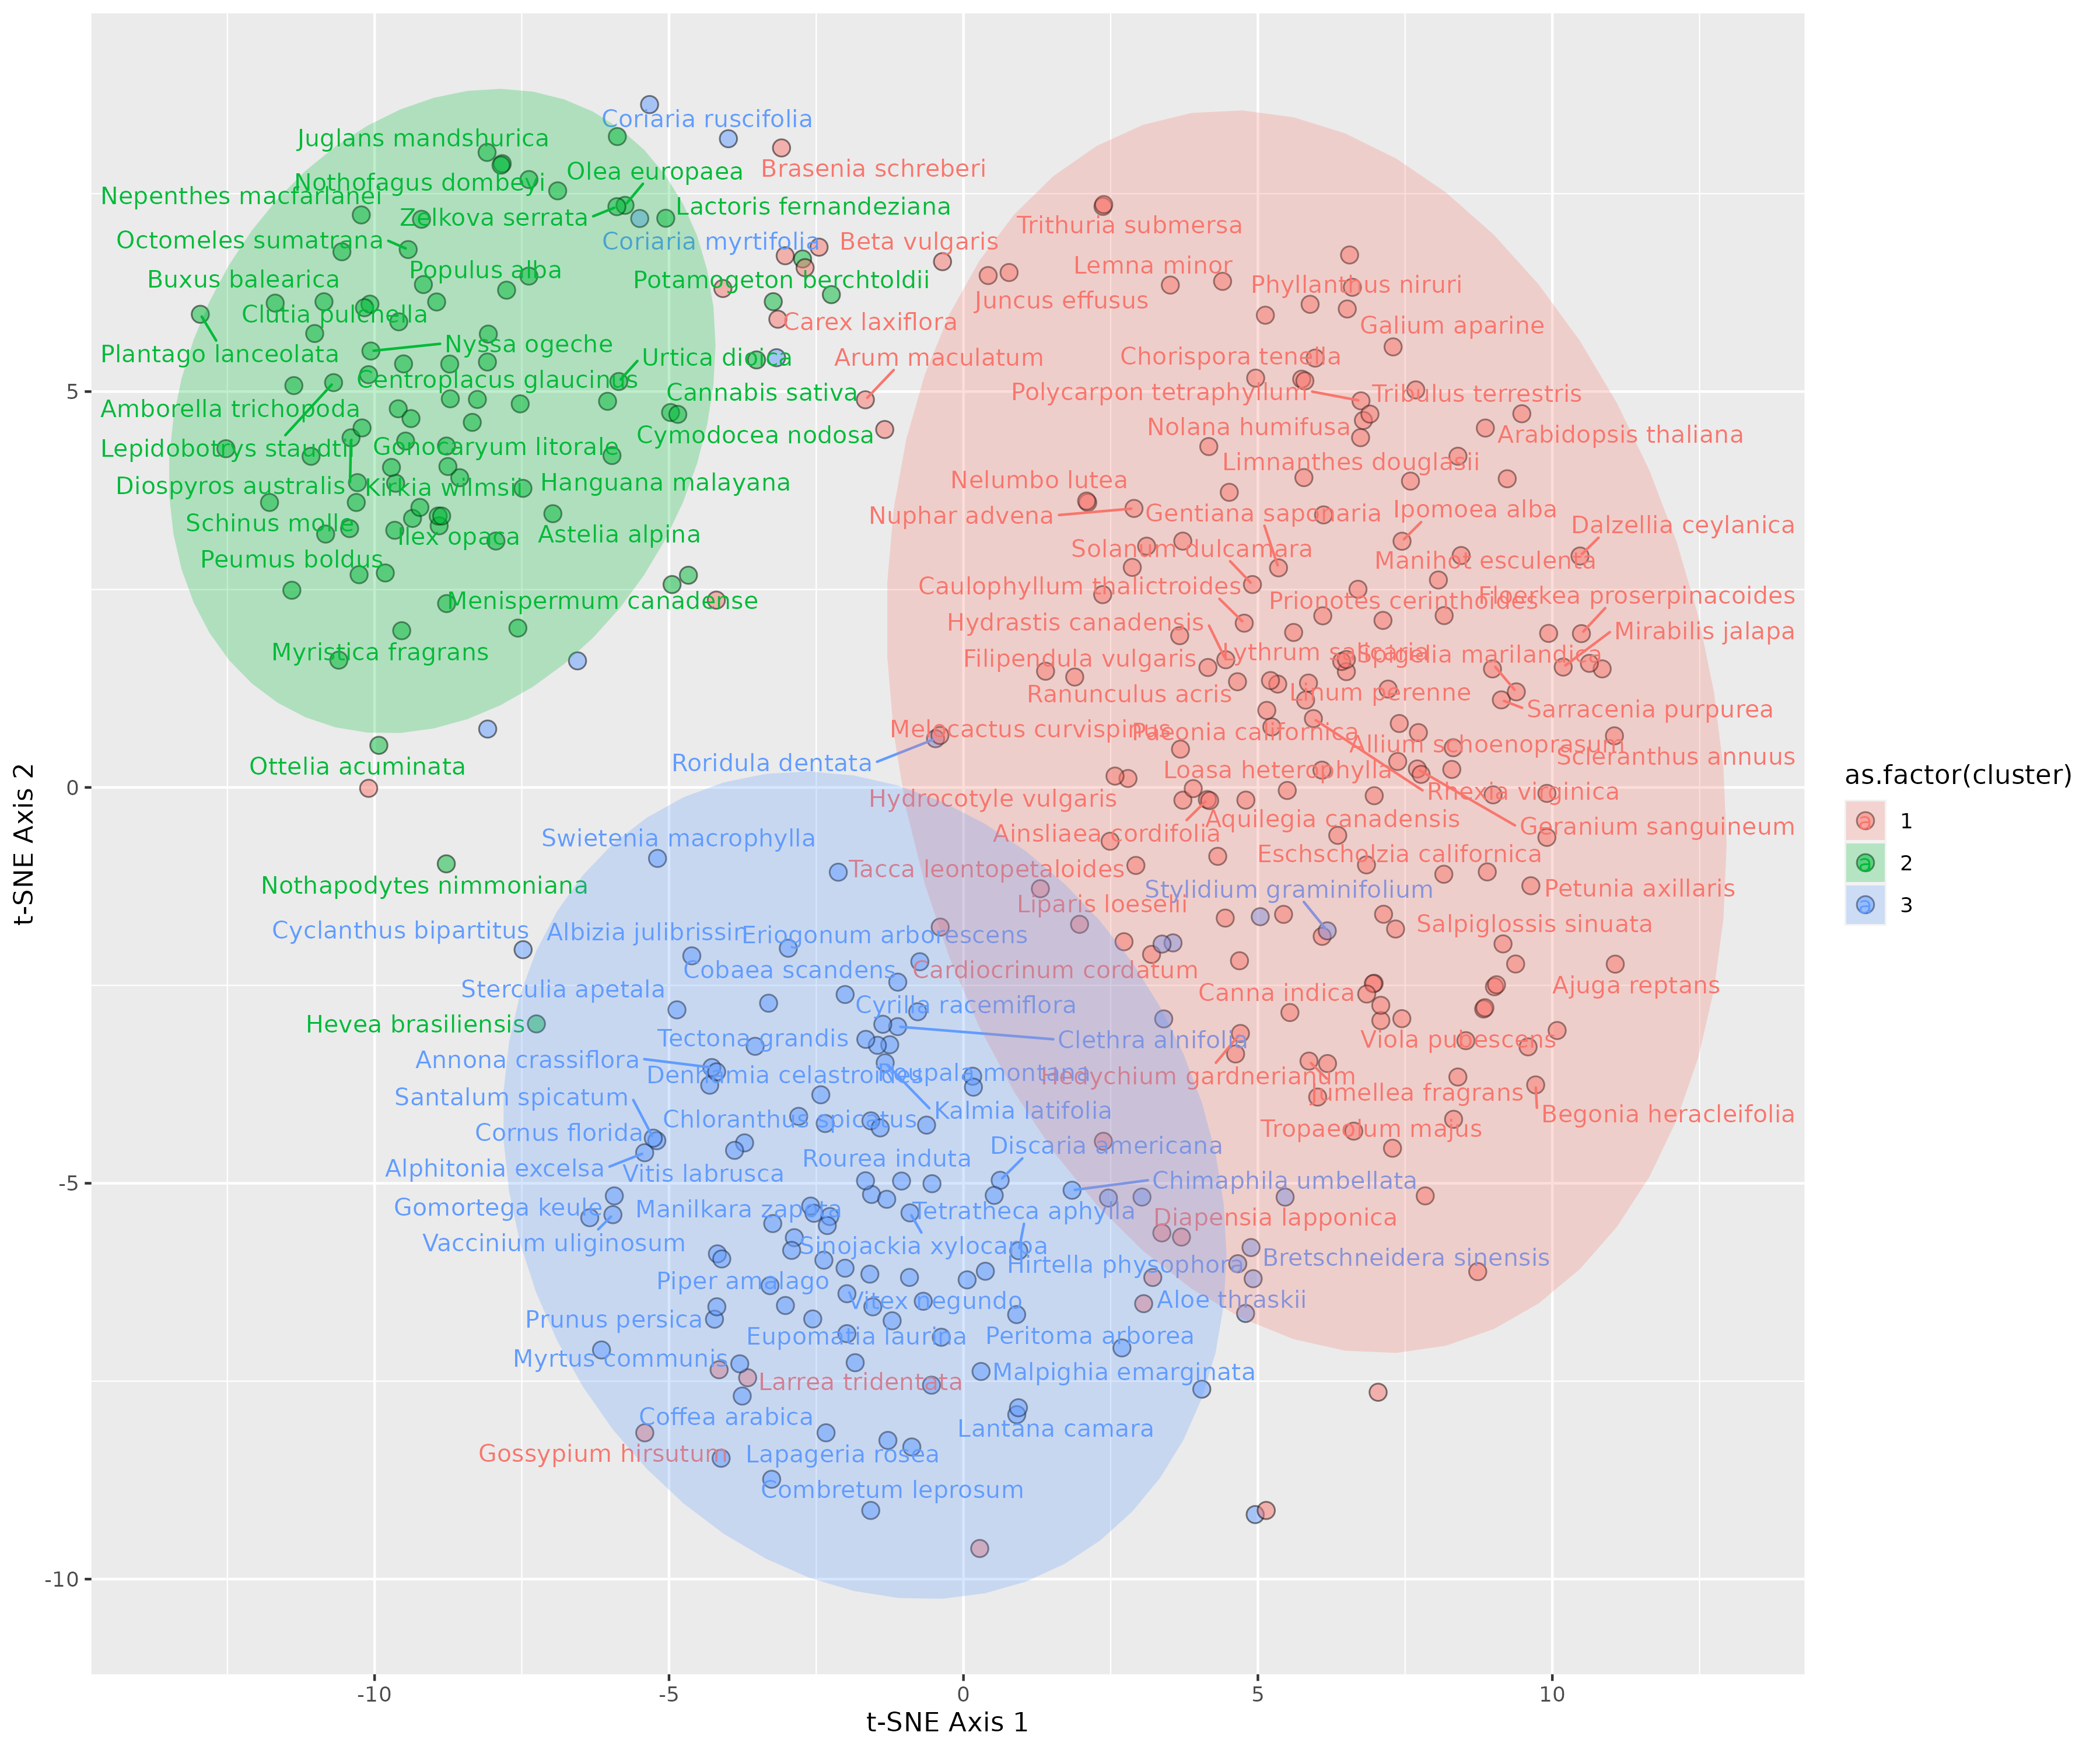 Coriaria ruscifolia
Juglans mandshurica
Brasenia schreberi
Olea europaea
Nothofagus dombeyi
Nepenthes macfarlanei
Lactoris fernandeziana
Zelkova serrata
Trithuria submersa
Octomeles sumatrana
Coriaria myrtifolia
Beta vulgaris
Lemna minor
Populus alba
Buxus balearica
Potamogeton berchtoldii
Phyllanthus niruri
Juncus effusus
Clutia pulchella
Carex laxiflora
Galium aparine
Nyssa ogeche
Plantago lanceolata
Urtica dioica
Arum maculatum
Chorispora tenella
Centroplacus glaucinus
Cannabis sativa
Polycarpon tetraphyllum
Tribulus terrestris
Amborella trichopoda
Nolana humifusa
Cymodocea nodosa
Arabidopsis thaliana
Lepidobotrys staudtii
Gonocaryum litorale
Limnanthes douglasii
Diospyros australis
Kirkia wilmsii
Hanguana malayana
Nelumbo lutea
Nuphar advena
Gentiana saponaria
Ipomoea alba
Schinus molle
Ilex opaca
Astelia alpina
Dalzellia ceylanica
Solanum dulcamara
Peumus boldus
Manihot esculenta
Caulophyllum thalictroides
Menispermum canadense
Prionotes cerinthoides
Floerkea proserpinacoides
Hydrastis canadensis
Mirabilis jalapa
Myristica fragrans
Filipendula vulgaris
Lythrum salicaria
Spigelia marilandica
Ranunculus acris
Linum perenne
Sarracenia purpurea
Melocactus curvispinus
Paeonia californica
Allium schoenoprasum
Scleranthus annuus
Roridula dentata
Ottelia acuminata
Loasa heterophylla
Hydrocotyle vulgaris
Rhexia virginica
Aquilegia canadensis
Geranium sanguineum
Ainsliaea cordifolia
Swietenia macrophylla
Eschscholzia californica
Tacca leontopetaloides
Nothapodytes nimmoniana
Stylidium graminifolium
Petunia axillaris
Liparis loeselii
Salpiglossis sinuata
Cyclanthus bipartitus
Albizia julibrissin
Eriogonum arborescens
Cobaea scandens
Cardiocrinum cordatum
Sterculia apetala
Canna indica
Ajuga reptans
Cyrilla racemiflora
Hevea brasiliensis
Tectona grandis
Clethra alnifolia
Viola pubescens
Annona crassiflora
Denhamia celastroides
Roupala montana
Hedychium gardnerianum
Jumellea fragrans
Santalum spicatum
Kalmia latifolia
Begonia heracleifolia
Chloranthus spicatus
Cornus florida
Tropaeolum majus
Discaria americana
Rourea induta
Alphitonia excelsa
Vitis labrusca
Chimaphila umbellata
Gomortega keule
Manilkara zapota
Tetratheca aphylla
Diapensia lapponica
Vaccinium uliginosum
Sinojackia xylocarpa
Hirtella physophora
Bretschneidera sinensis
Piper amalago
Vitex negundo
Aloe thraskii
Prunus persica
Eupomatia laurina
Peritoma arborea
Myrtus communis
Larrea tridentata
Malpighia emarginata
Coffea arabica
Lantana camara
Gossypium hirsutum
Lapageria rosea
Combretum leprosum
5
0
-5
-10
-10
-5
0
5
10
t-SNE Axis 1
t-SNE Axis 2
as.factor(cluster)
a 1
a 2
a 3